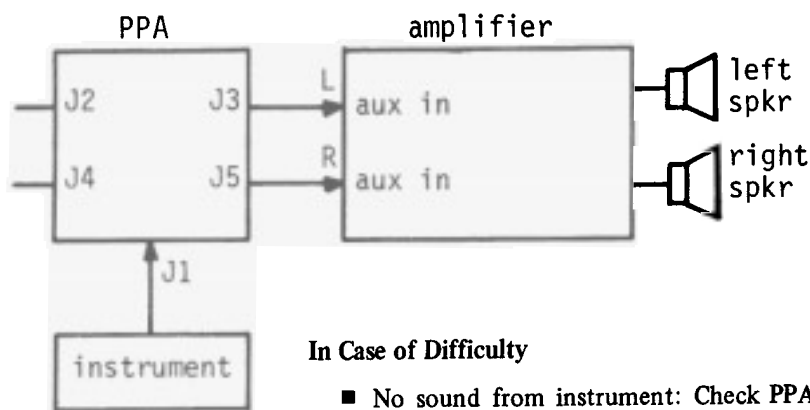 PPA
amplifier
J2
J3
L
aux in
left
spkr
J4
J5
R
aux in
right
spkr
J1
instrument
In Case of Difficulty
■ No sound from instrument: Check PPA